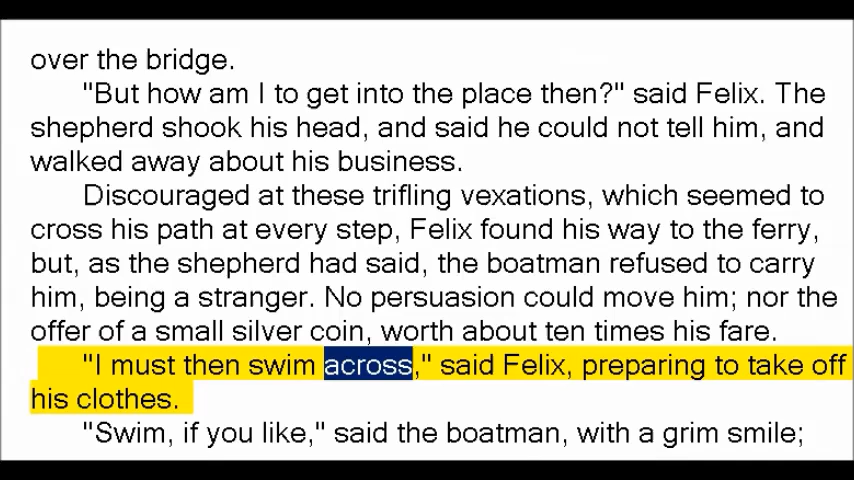 over the bridge.
"But how am I to get into the place then?" said Felix. The
shepherd shook his head, and said he could not tell him, and
walked away about his business.
Discouraged at these trifling vexations, which seemed to
cross his path at every step, Felix found his way to the ferry,
but, as the shepherd had said, the boatman refused to carry
him, being a stranger. No persuasion could move him; nor the
offer of a small silver coin, worth about ten times his fare.
"I must then swim across," said Felix, preparing to take off
his clothes.
"Swim, if you like," said the boatman, with a grim smile;